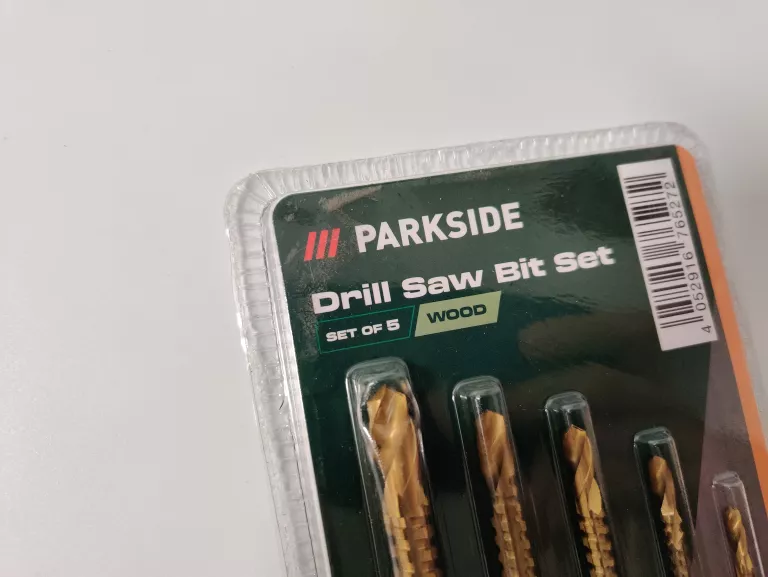 PARKSIDE
Drill Saw Bit Set
SET OF 5 WOOD
4 052916 765272